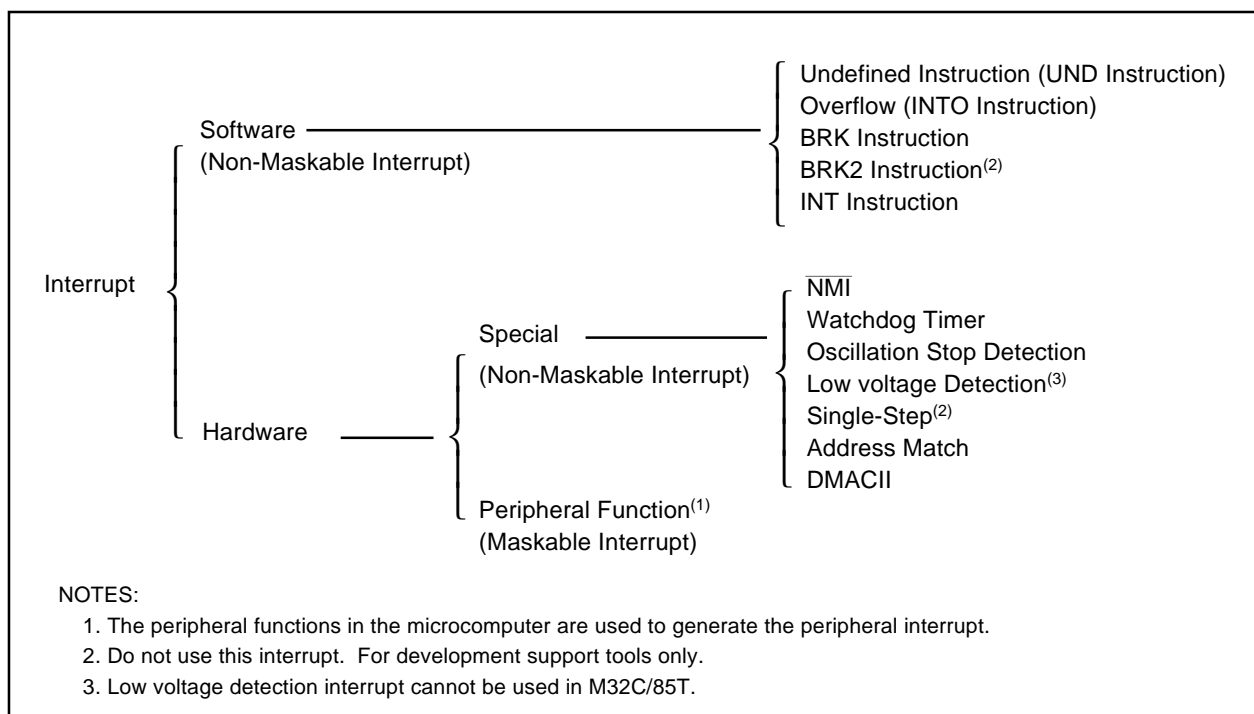 Interrupt
Software
(Non-Maskable Interrupt)
Undefined Instruction (UND Instruction)
Overflow (INTO Instruction)
BRK Instruction
BRK2 Instruction(2)
INT Instruction
Hardware
Special
(Non-Maskable Interrupt)
NMI
Watchdog Timer
Oscillation Stop Detection
Low voltage Detection(3)
Single-Step(2)
Address Match
DMACII
Peripheral Function(1)
(Maskable Interrupt)
NOTES:
1. The peripheral functions in the microcomputer are used to generate the peripheral interrupt.
2. Do not use this interrupt.  For development support tools only.
3. Low voltage detection interrupt cannot be used in M32C/85T.